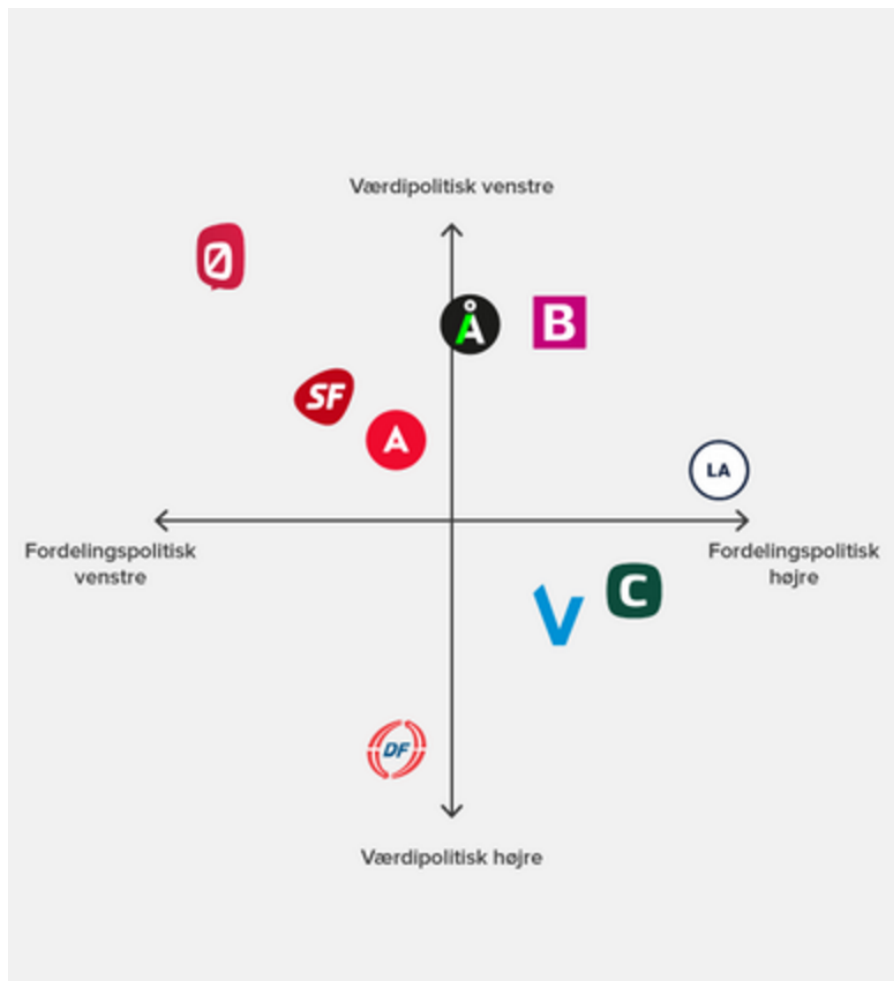 Værdipolitisk venstre
Ø
Å
B
SF
A
LA
Fordelingspolitisk
venstre
Fordelingspolitisk
højre
C
V
DF
Værdipolitisk højre